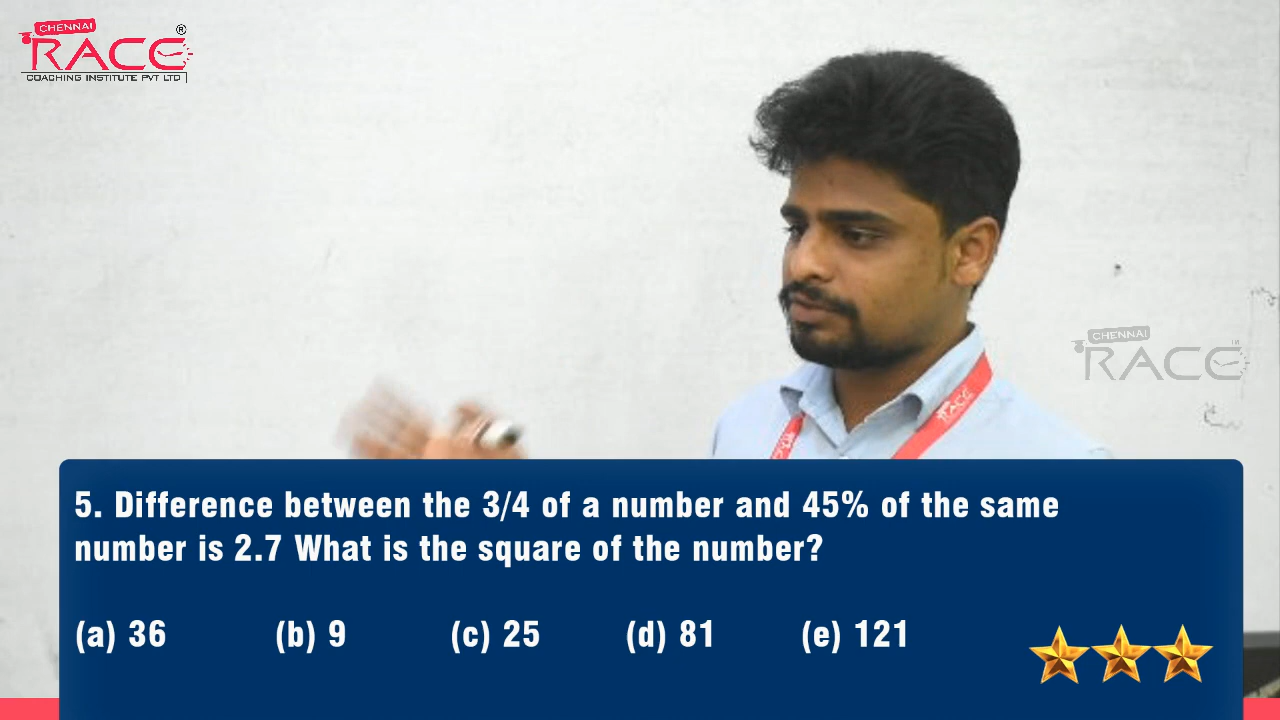 CHENNAI
RACE
COACHING INSTITUTE PVT LTD
CHENNAI
RACE
RACE
5. Difference between the 3/4 of a number and 45% of the same
number is 2.7 What is the square of the number?
(a) 36 (b) 9 (c) 25 (d) 81 (e) 121